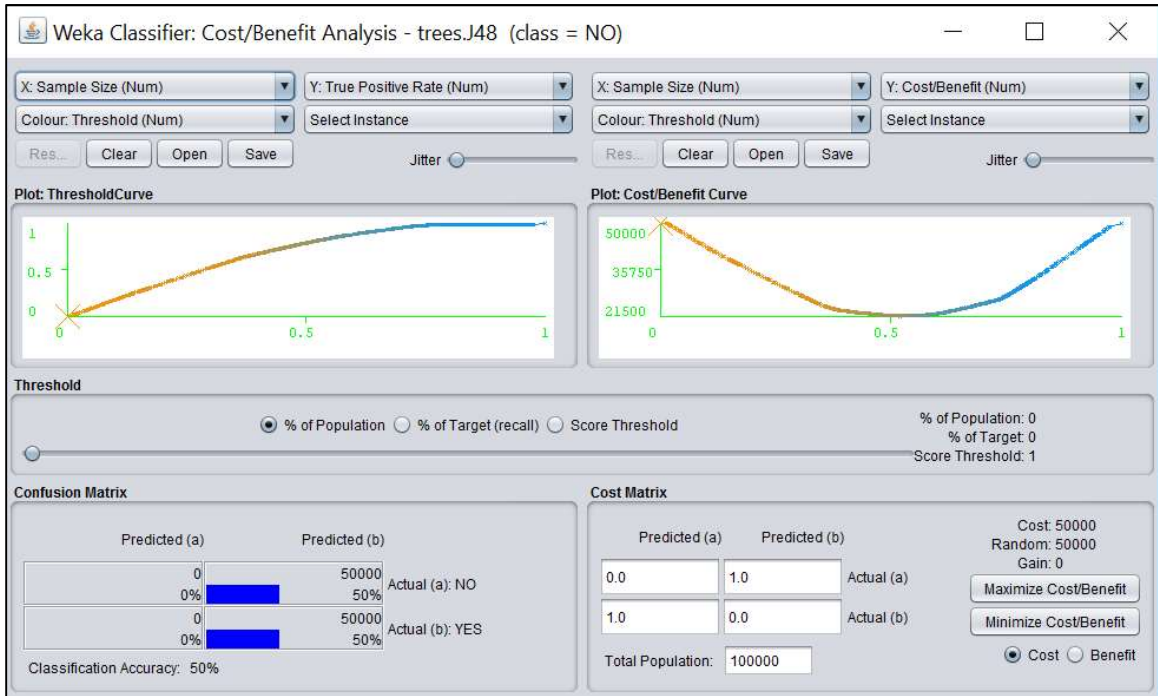 Weka Classifier: Cost/Benefit Analysis - trees.J48 (class = NO)
X: Sample Size (Num) Y: True Positive Rate (Num) X: Sample Size (Num) Y: Cost/Benefit (Num)
Colour: Threshold (Num) Select Instance Colour: Threshold (Num) Select Instance
Res... Clear Open Save Jitter Res... Clear Open Save Jitter
Plot: ThresholdCurve
1
0.5
0
0 0.5 1
Plot: Cost/Benefit Curve
50000
35750
21500
0 0.5 1
Threshold
% of Population % of Target (recall) Score Threshold
% of Population: 0
% of Target: 0
Score Threshold: 1
Confusion Matrix
Predicted (a) Predicted (b)
0 50000
0% 50% Actual (a): NO
0 50000
0% 50% Actual (b): YES
Classification Accuracy: 50%
Cost Matrix
Predicted (a) Predicted (b)
0.0 1.0 Actual (a)
1.0 0.0 Actual (b)
Total Population: 100000
Cost: 50000
Random: 50000
Gain: 0
Maximize Cost/Benefit
Minimize Cost/Benefit
Cost Benefit